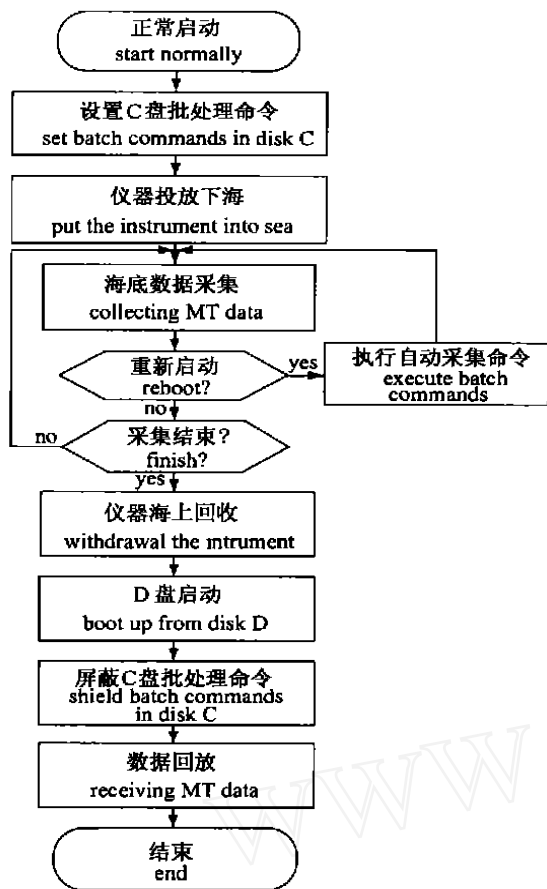 正常启动
start normally
设置C盘批处理命令
set batch commands in disk C
仪器投放下海
put the instrument into sea
海底数据采集
collecting MT data
重新启动
reboot?
yes
执行自动采集命令
execute batch
commands
no
采集结束?
finish?
no
yes
仪器海上回收
withdrawal the mtrument
D盘启动
boot up from disk D
屏蔽C盘批处理命令
shield batch commands
in disk C
数据回放
receiving MT data
结束
end
WWW